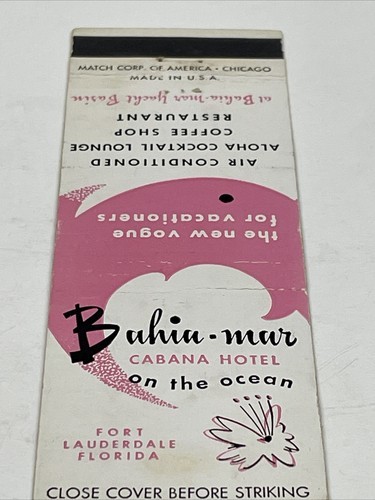 MATCH CORP. OF AMERICA • CHICAGO
MADE IN U.S.A.
at Bahia-Mar Yacht Basin
RESTAURANT
COFFEE SHOP
ALOHA COCKTAIL LOUNGE
AIR CONDITIONED
the new vogue
for vacationers
Bahia-mar
CABANA HOTEL
on the ocean
FORT
LAUDERDALE
FLORIDA
CLOSE COVER BEFORE STRIKING